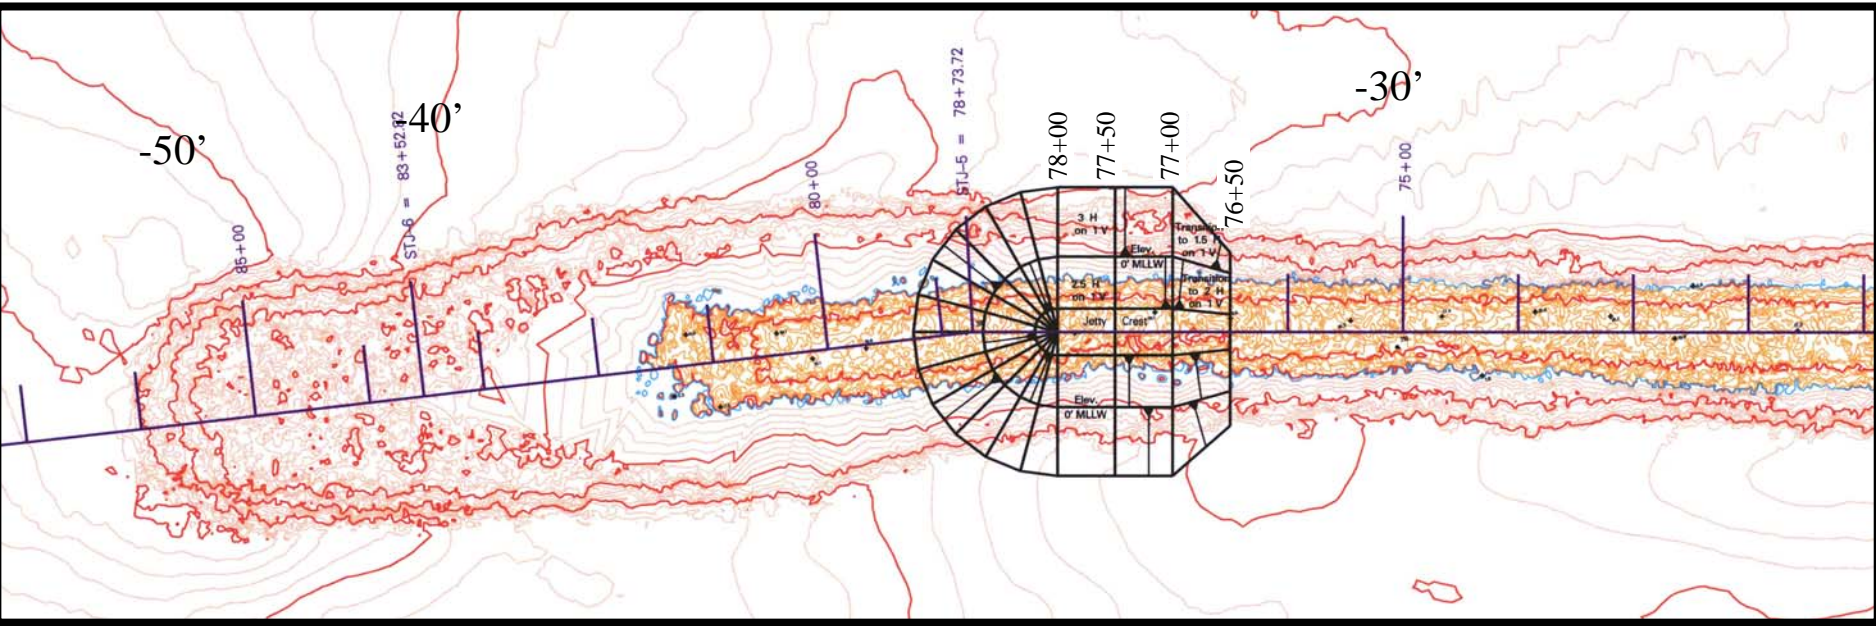 -50'
-40'
-30'
85+00
STJ-6 = 83+52.82
80+00
STJ-5 = 78+73.72
78+00
77+50
77+00
76+50
75+00
3 H
on 1 V
Elev.
0' MLLW
to 1.5 H
on 1 V
2.5 H
on 1 V
Transition
to 2 H
on 1 V
Jetty Crest
Elev.
0' MLLW